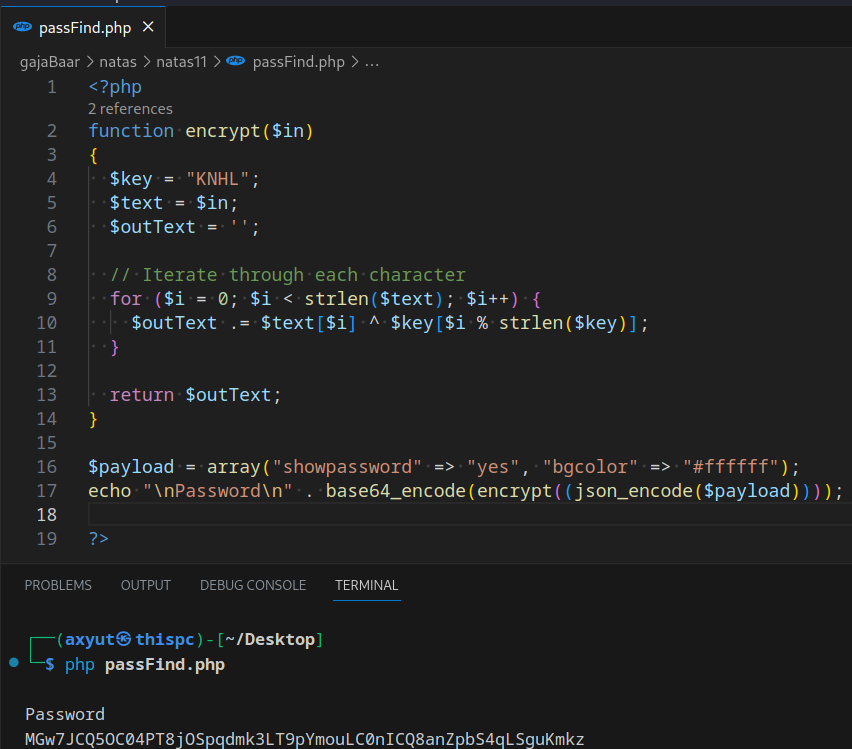 passFind.php
gajaBaar > natas > natas11 > passFind.php > ...
1 <?php
2 references
2 function encrypt($in)
3 {
4 $key = "KNHL";
5 $text = $in;
6 $outText = '';
7
8 // Iterate through each character
9 for ($i = 0; $i < strlen($text); $i++) {
10 $outText .= $text[$i] ^ $key[$i % strlen($key)];
11 }
12
13 return $outText;
14 }
15
16 $payload = array("showpassword" => "yes", "bgcolor" => "#ffffff");
17 echo "\nPassword\n" . base64_encode(encrypt((json_encode($payload))));
18
19 ?>
PROBLEMS OUTPUT DEBUG CONSOLE TERMINAL
(axyut㉿thispc)-[~/Desktop]
$ php passFind.php
Password
MGw7JCQ5OC04PT8jOSpqdmk3LT9pYmouLC0nICQ8anZpbS4qLSguKmkz